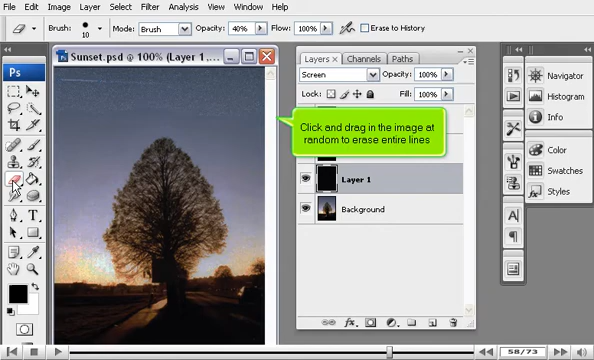 File Edit Image Layer Select Filter Analysis View Window Help
Brush: 10 Mode: Brush Opacity: 40% Flow: 100% Erase to History
Sunset.psd @ 100% (Layer 1 ,...
Ps
Layers x Channels Paths
Screen Opacity: 100%
Lock: Fill: 100%
Click and drag in the image at
random to erase entire lines
Layer 1
Background
Navigator
Histogram
Info
Color
Swatches
Styles
58/73